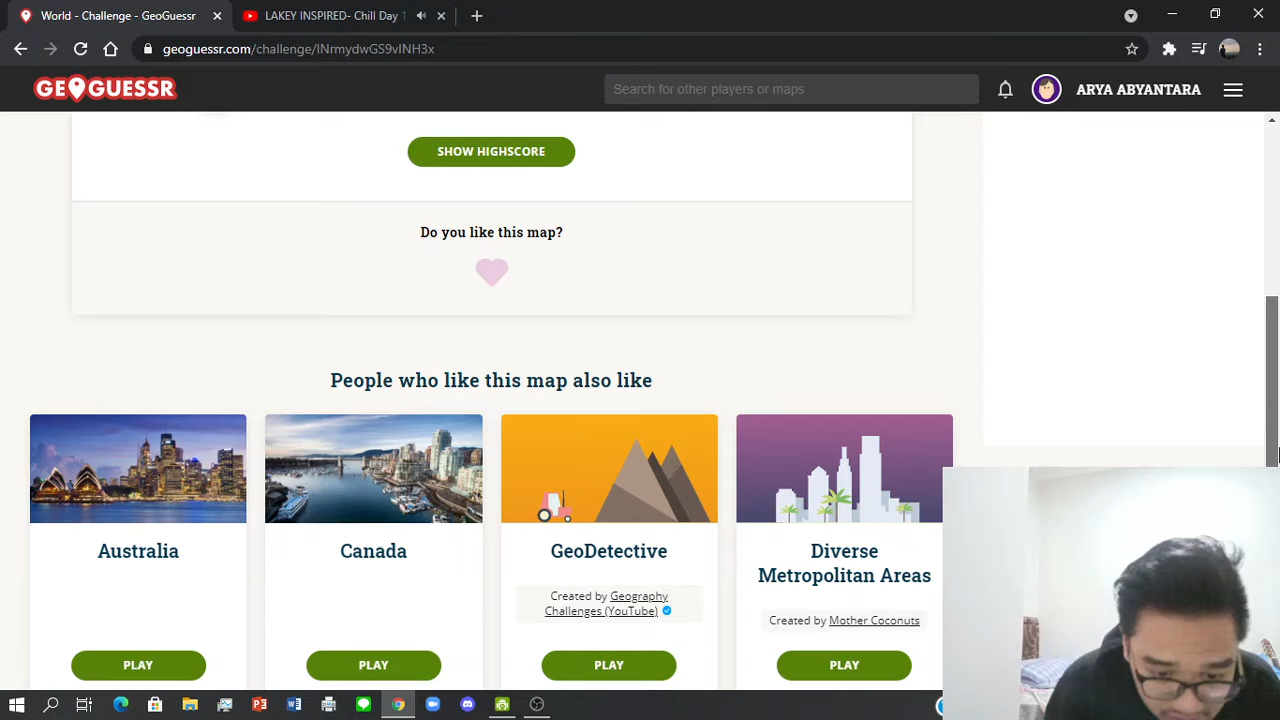 World - Challenge - GeoGuessr
LAKEY INSPIRED- Chill Day
geoguessr.com/challenge/lNrmydwGS9vINH3x
GEOGUESSR
Search for other players or maps
ARYA ABYANTARA
SHOW HIGHSCORE
Do you like this map?
People who like this map also like
Australia
Canada
GeoDetective
Diverse
Metropolitan Areas
Created by Geography
Challenges (YouTube)
Created by Mother Coconuts
PLAY
PLAY
PLAY
PLAY